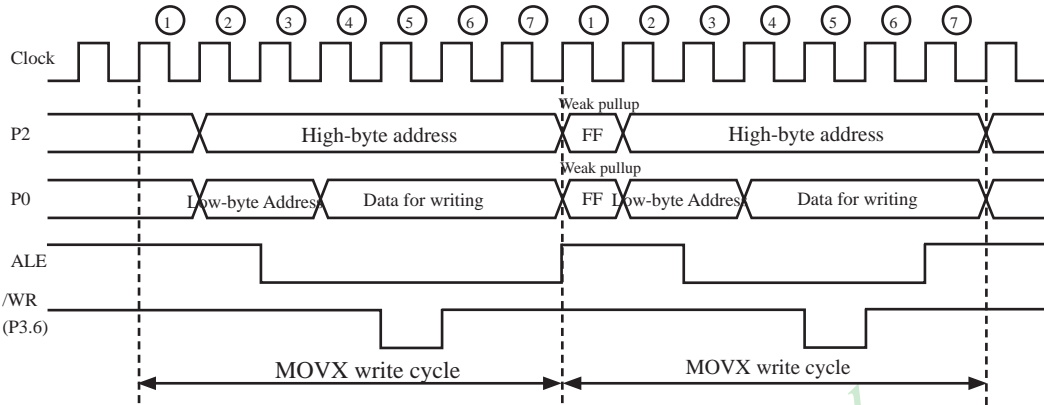 1 2 3 4 5 6 7 1 2 3 4 5 6 7
Clock
Weak pullup
P2 High-byte address FF High-byte address
Weak pullup
P0 Low-byte Address Data for writing FF Low-byte Address Data for writing
ALE
/WR
(P3.6)
MOVX write cycle MOVX write cycle